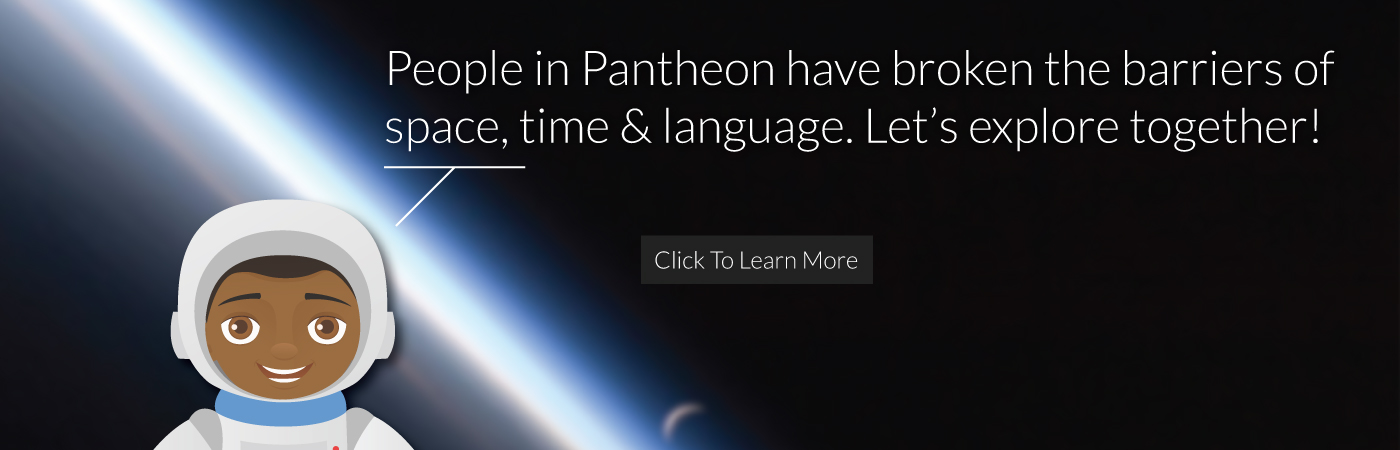 People in Pantheon have broken the barriers of
space, time & language. Let’s explore together!
Click To Learn More